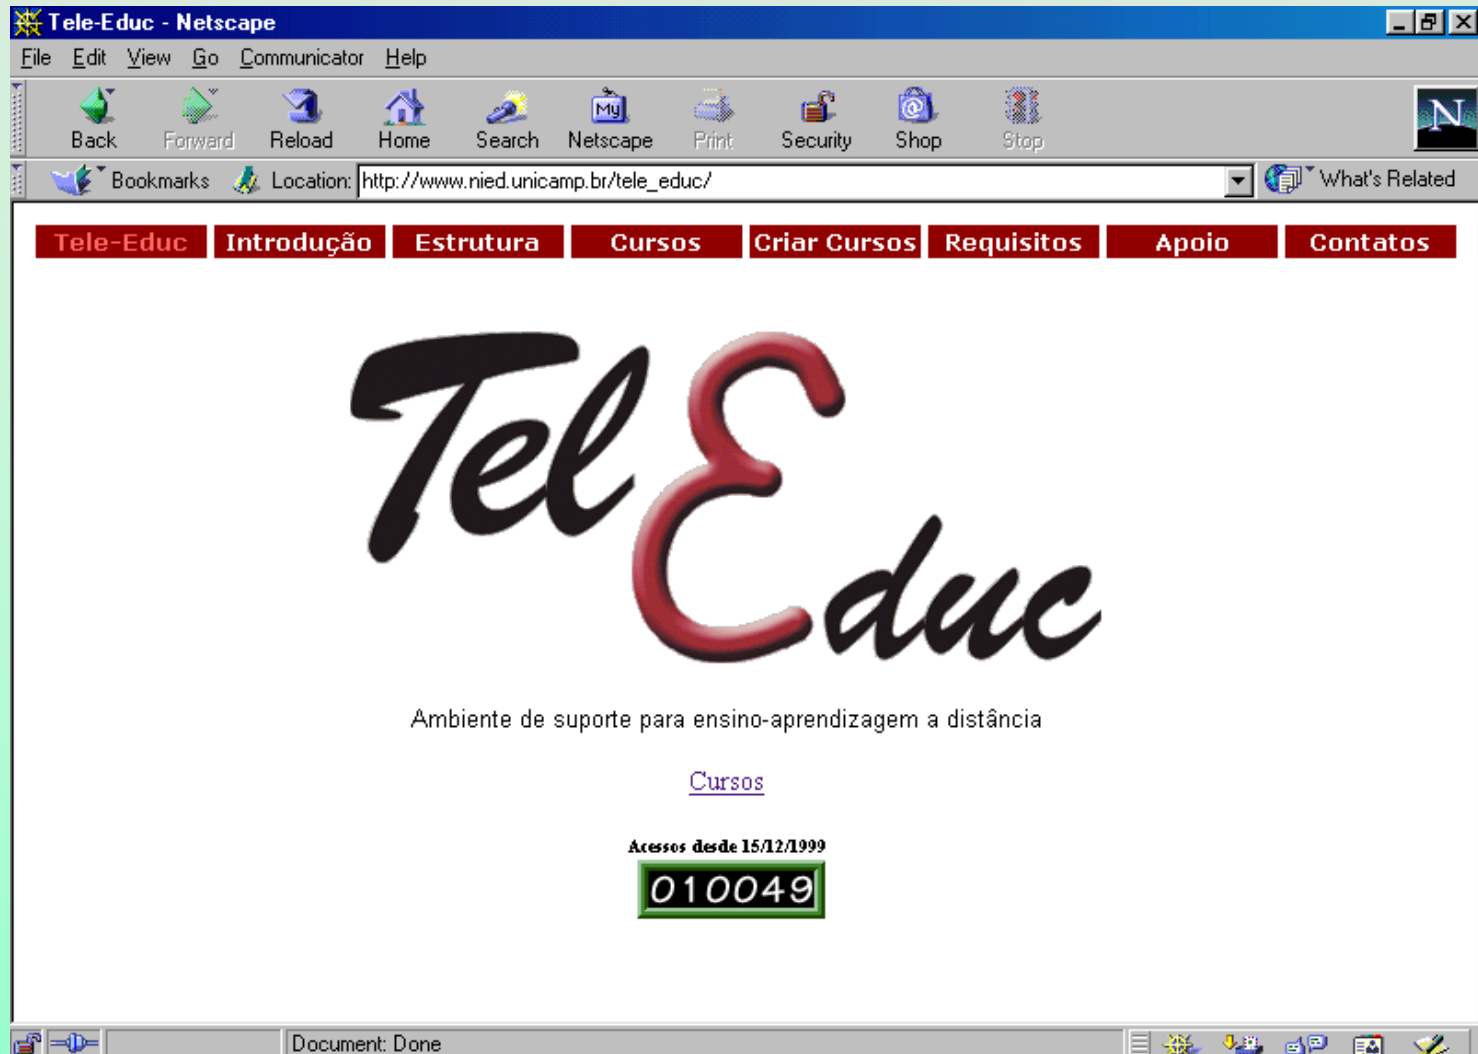 Tele-Educ - Netscape
File Edit View Go Communicator Help
Back Forward Reload Home Search Netscape Print Security Shop Stop
My
N
Bookmarks Location: http://www.nied.unicamp.br/tele_educ/ What's Related
Tele-Educ Introdução Estrutura Cursos Criar Cursos Requisitos Apoio Contatos
TelEduc
Ambiente de suporte para ensino-aprendizagem a distância
Cursos
Acessos desde 15/12/1999
010049
Document: Done